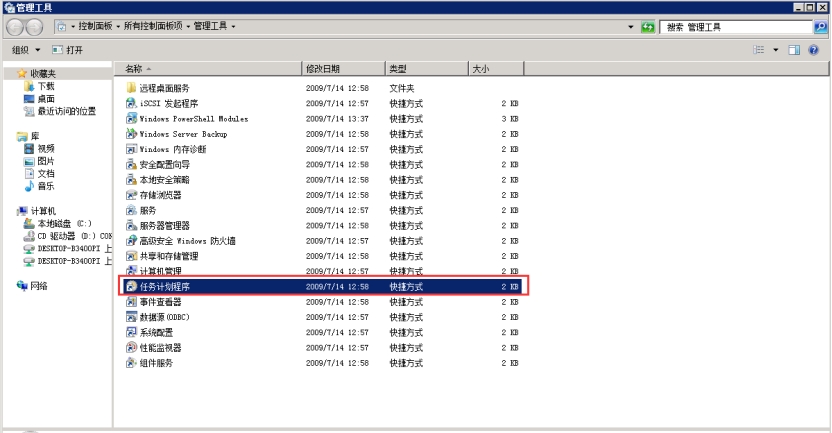 管理工具
控制面板 所有控制面板项 管理工具
搜索 管理工具
组织 打开
收藏夹
下载
桌面
最近访问的位置
库
视频
图片
文档
音乐
计算机
本地磁盘 (C:)
CD 驱动器 (D:) CON
DESKTOP-B3400PI 上
DESKTOP-B3400PI 上
网络
名称 修改日期 类型 大小
远程桌面服务 2009/7/14 12:58 文件夹
iSCSI 发起程序 2009/7/14 12:57 快捷方式 2 KB
Windows PowerShell Modules 2009/7/14 13:37 快捷方式 3 KB
Windows Server Backup 2009/7/14 12:58 快捷方式 2 KB
Windows 内存诊断 2009/7/14 12:57 快捷方式 2 KB
安全配置向导 2009/7/14 12:58 快捷方式 2 KB
本地安全策略 2009/7/14 12:58 快捷方式 2 KB
存储浏览器 2009/7/14 12:58 快捷方式 2 KB
服务 2009/7/14 12:57 快捷方式 2 KB
服务器管理器 2009/7/14 12:58 快捷方式 2 KB
高级安全 Windows 防火墙 2009/7/14 12:57 快捷方式 2 KB
共享和存储管理 2009/7/14 12:58 快捷方式 2 KB
计算机管理 2009/7/14 12:57 快捷方式 2 KB
任务计划程序 2009/7/14 12:58 快捷方式 2 KB
事件查看器 2009/7/14 12:58 快捷方式 2 KB
数据源(ODBC) 2009/7/14 12:57 快捷方式 2 KB
系统配置 2009/7/14 12:57 快捷方式 2 KB
性能监视器 2009/7/14 12:57 快捷方式 2 KB
组件服务 2009/7/14 12:58 快捷方式 2 KB